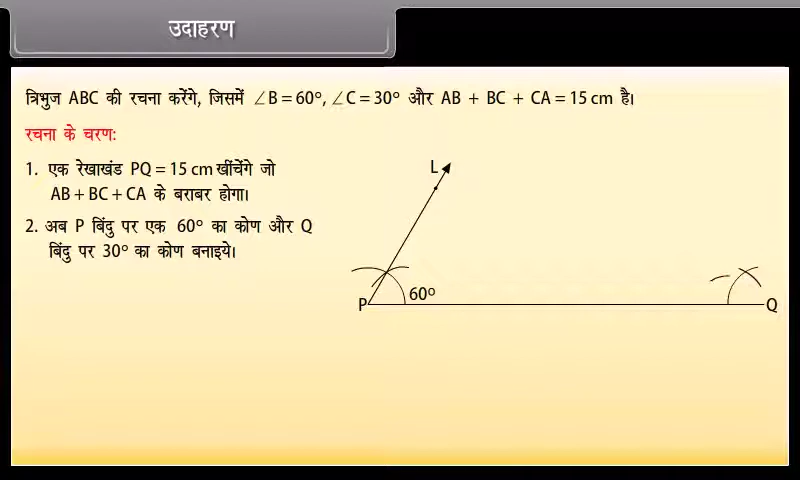 उदाहरण
त्रिभुज ABC की रचना करेंगे, जिसमें ∠B = 60°, ∠C = 30° और AB + BC + CA = 15 cm है।
रचना के चरण:
1. एक रेखाखंड PQ = 15 cm खींचेंगे जो
AB + BC + CA के बराबर होगा।
2. अब P बिंदु पर एक 60° का कोण और Q
बिंदु पर 30° का कोण बनाइये।
L
60°
P
Q